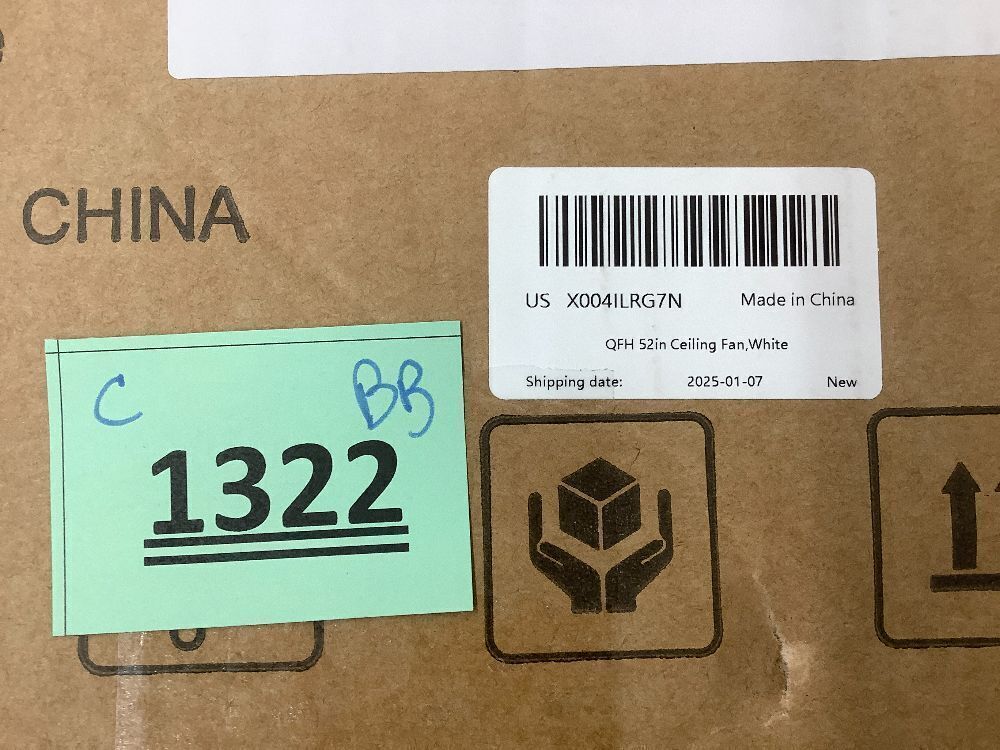 CHINA
US X004ILRG7N Made in China
QFH 52in Ceiling Fan,White
Shipping date: 2025-01-07 New
C BB
1322